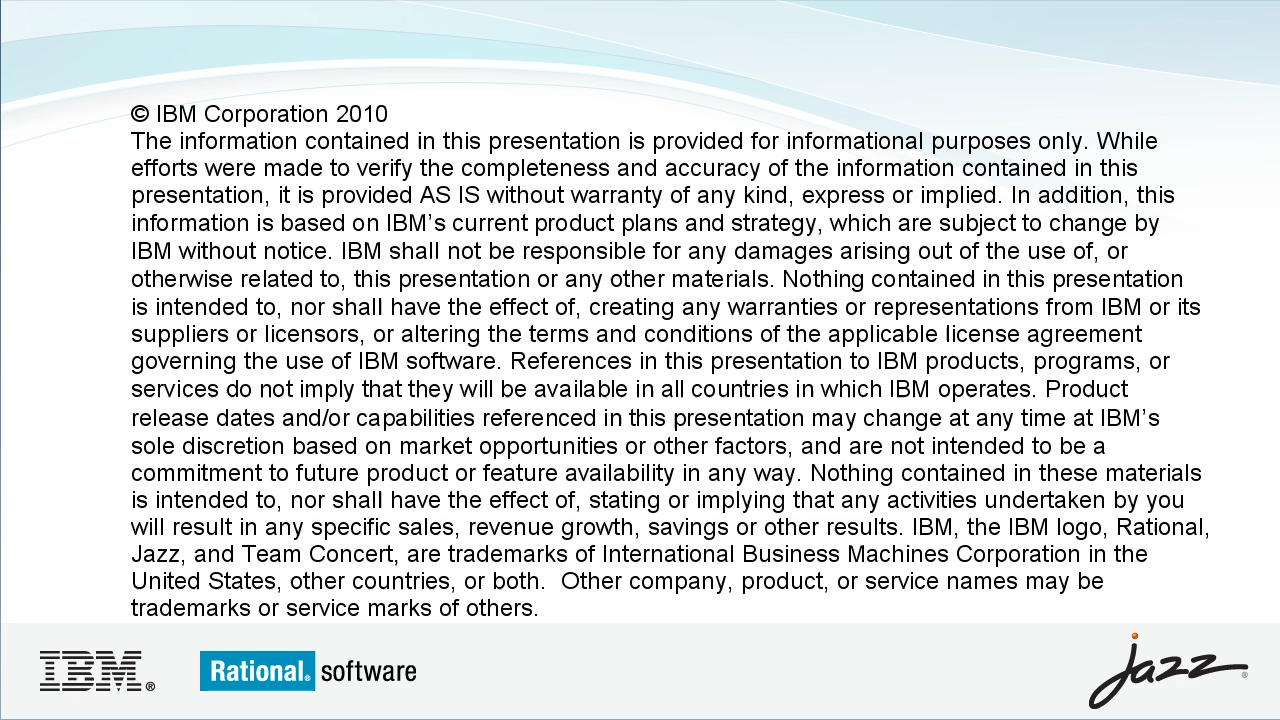 © IBM Corporation 2010
The information contained in this presentation is provided for informational purposes only. While
efforts were made to verify the completeness and accuracy of the information contained in this
presentation, it is provided AS IS without warranty of any kind, express or implied. In addition, this
information is based on IBM’s current product plans and strategy, which are subject to change by
IBM without notice. IBM shall not be responsible for any damages arising out of the use of, or
otherwise related to, this presentation or any other materials. Nothing contained in this presentation
is intended to, nor shall have the effect of, creating any warranties or representations from IBM or its
suppliers or licensors, or altering the terms and conditions of the applicable license agreement
governing the use of IBM software. References in this presentation to IBM products, programs, or
services do not imply that they will be available in all countries in which IBM operates. Product
release dates and/or capabilities referenced in this presentation may change at any time at IBM’s
sole discretion based on market opportunities or other factors, and are not intended to be a
commitment to future product or feature availability in any way. Nothing contained in these materials
is intended to, nor shall have the effect of, stating or implying that any activities undertaken by you
will result in any specific sales, revenue growth, savings or other results. IBM, the IBM logo, Rational,
Jazz, and Team Concert, are trademarks of International Business Machines Corporation in the
United States, other countries, or both.  Other company, product, or service names may be
trademarks or service marks of others.
IBM® Rational® software jazz®